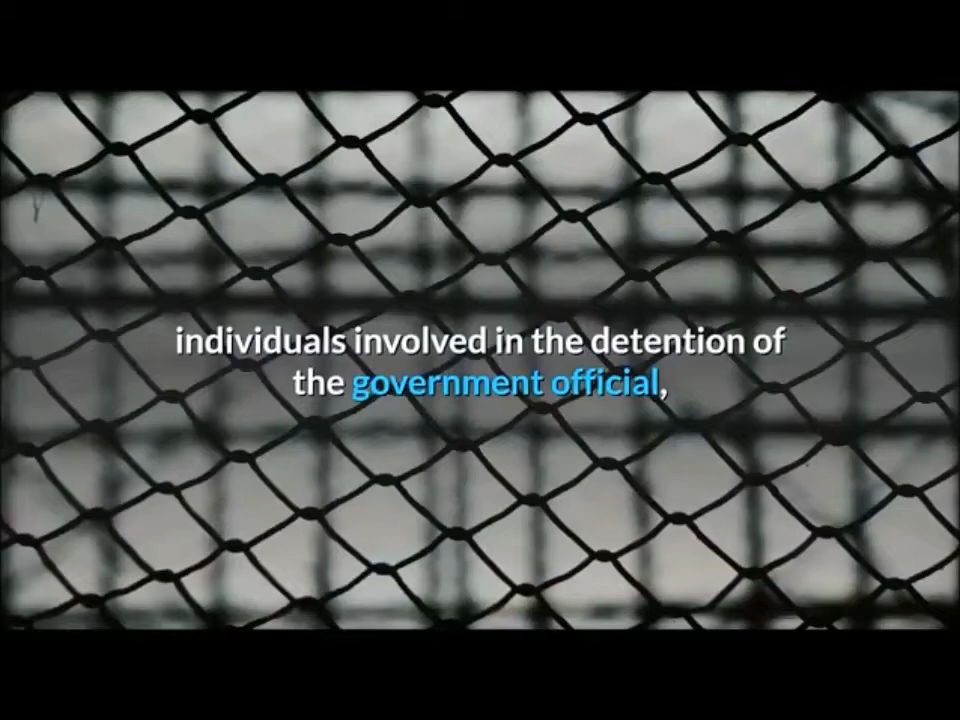 individuals involved in the detention of
the government official,